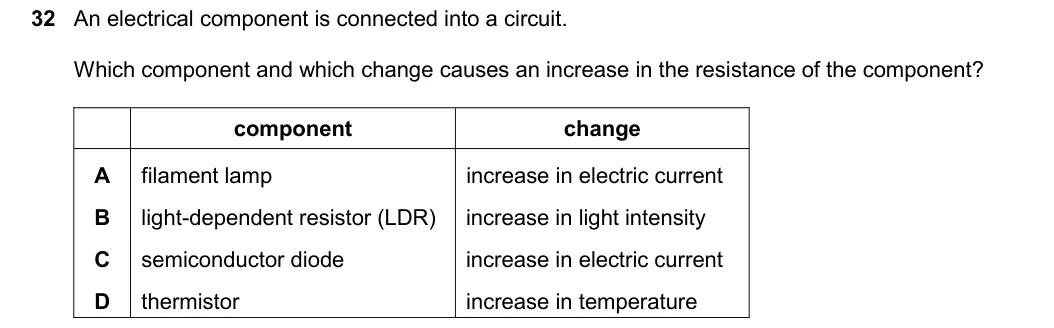 32 An electrical component is connected into a circuit.
Which component and which change causes an increase in the resistance of the component?
component change
A filament lamp increase in electric current
B light-dependent resistor (LDR) increase in light intensity
C semiconductor diode increase in electric current
D thermistor increase in temperature